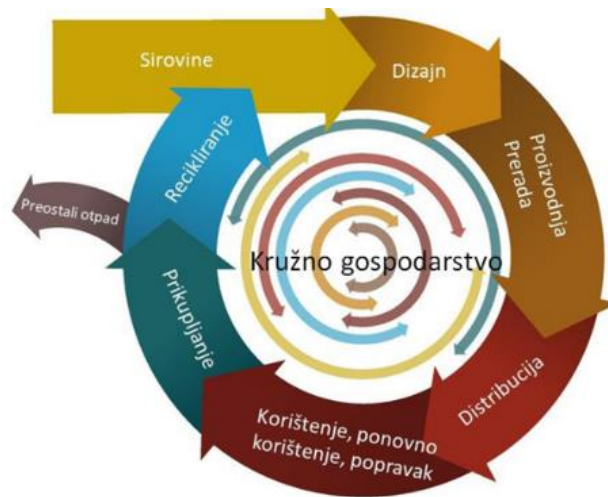 Sirovine
Dizajn
Proizvodnja
Prerada
Distribucija
Korištenje, ponovno
korištenje, popravak
Prikupljanje
Preostali otpad
Recikliranje
Kružno gospodarstvo